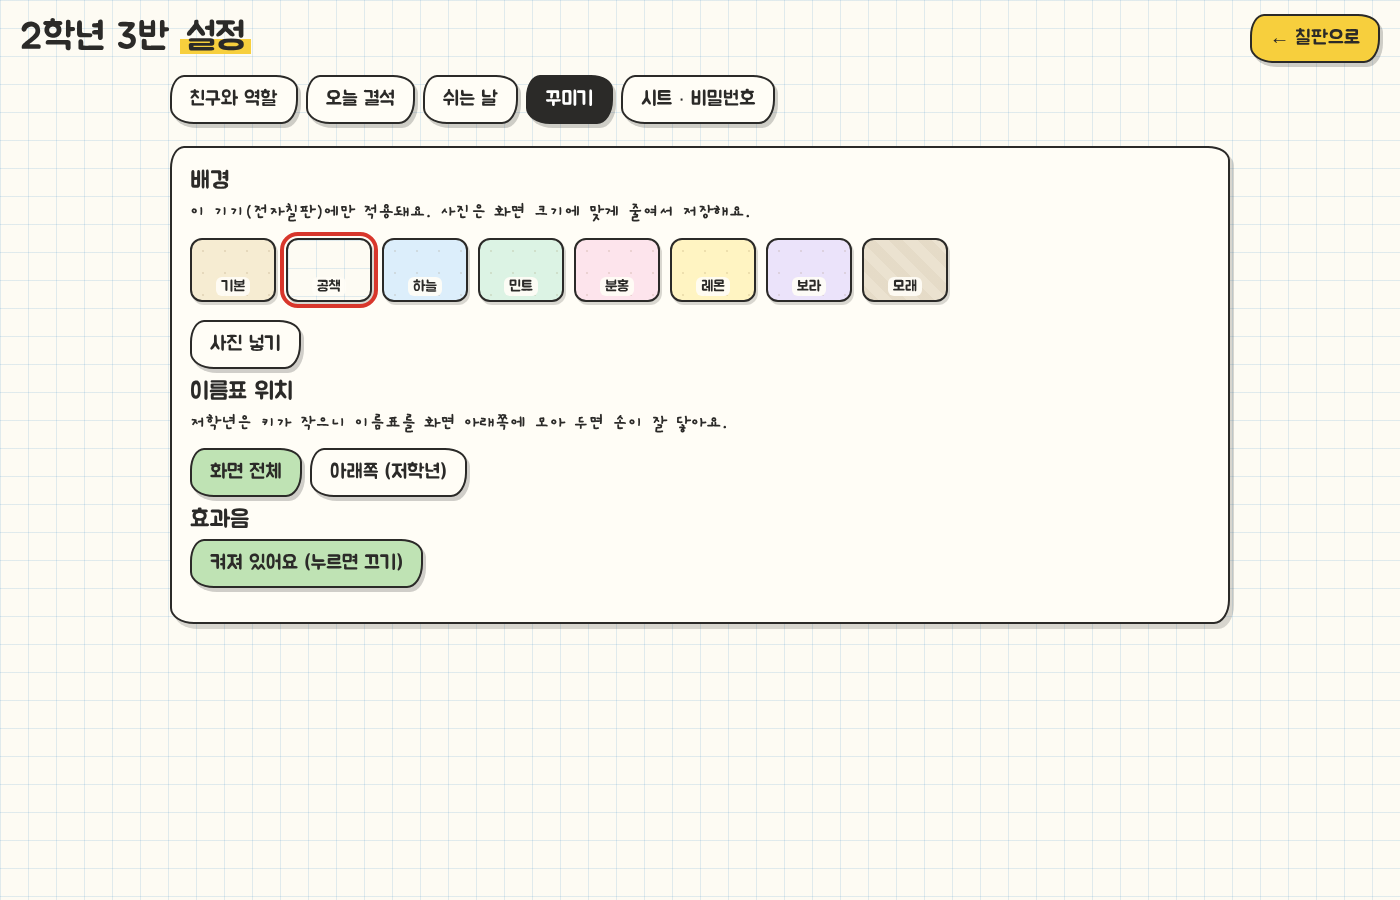 2학년 3반 설정
← 칠판으로
친구와 역할
오늘 결석
쉬는 날
꾸미기
시트 · 비밀번호
배경
이 기기(전자칠판)에만 적용돼요. 사진은 화면 크기에 맞게 줄여서 저장해요.
기본
공책
하늘
민트
분홍
레몬
보라
모래
사진 넣기
이름표 위치
저학년은 키가 작으니 이름표를 화면 아래쪽에 모아 두면 손이 잘 닿아요.
화면 전체
아래쪽 (저학년)
효과음
켜져 있어요 (누르면 끄기)